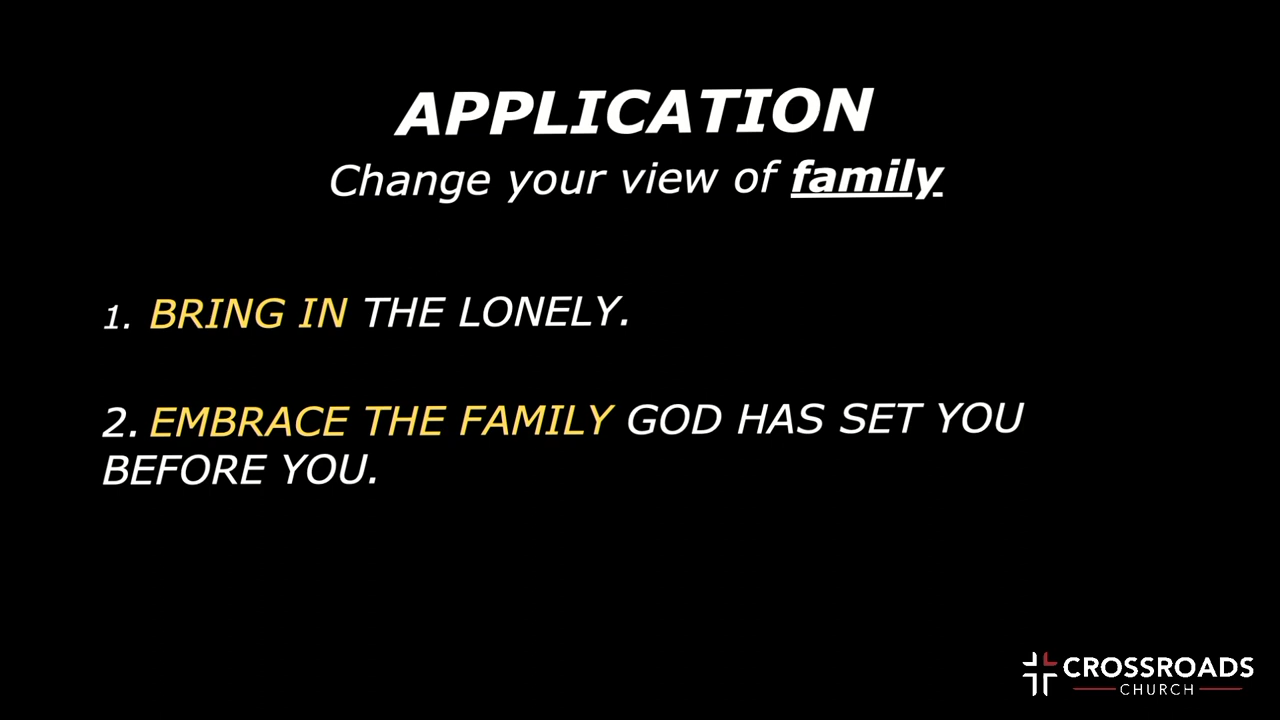 APPLICATION
Change your view of family.
1. BRING IN THE LONELY.
2. EMBRACE THE FAMILY GOD HAS SET YOU
BEFORE YOU.
CROSSROADS
CHURCH